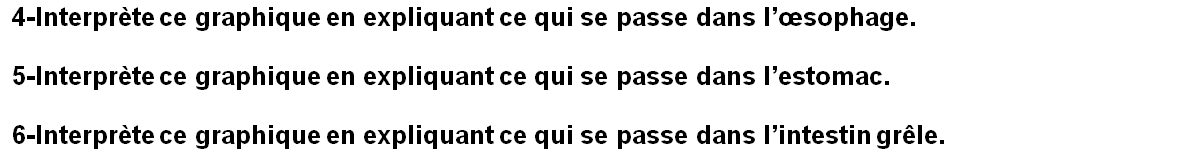 4-Interprète ce graphique en expliquant ce qui se passe dans l’œsophage.
5-Interprète ce graphique en expliquant ce qui se passe dans l’estomac.
6-Interprète ce graphique en expliquant ce qui se passe dans l’intestin grêle.